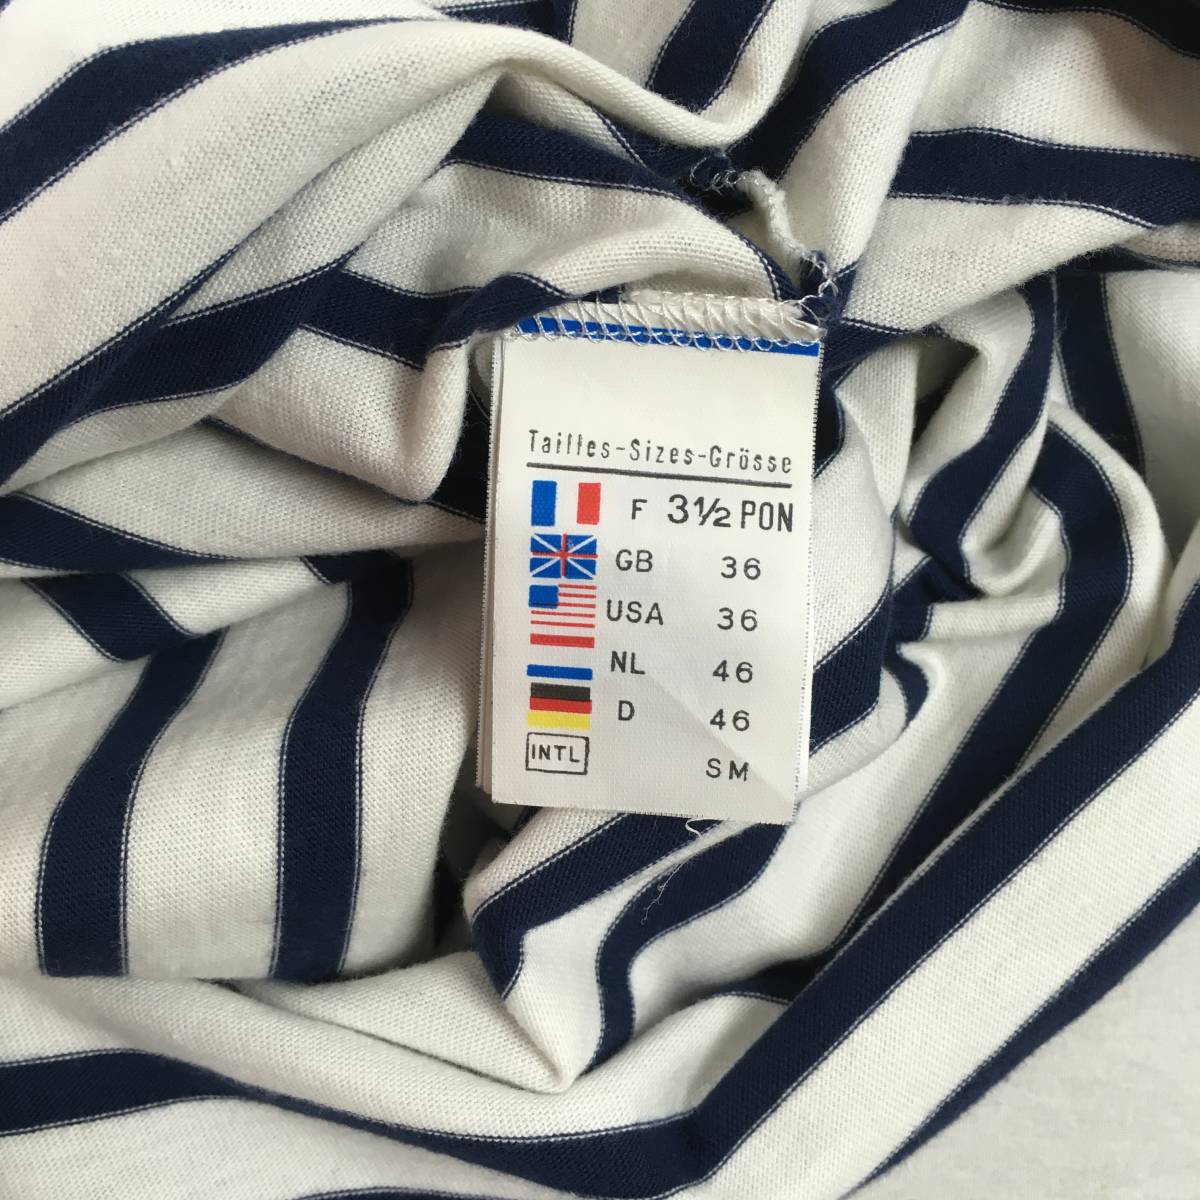 Tailles-Sizes-Grösse
F 3½ PON
GB 36
USA 36
NL 46
D 46
INTL SM